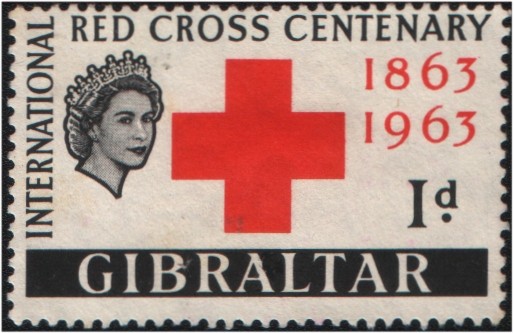 INTERNATIONAL
RED CROSS CENTENARY
1863
1963
1d.
GIBRALTAR